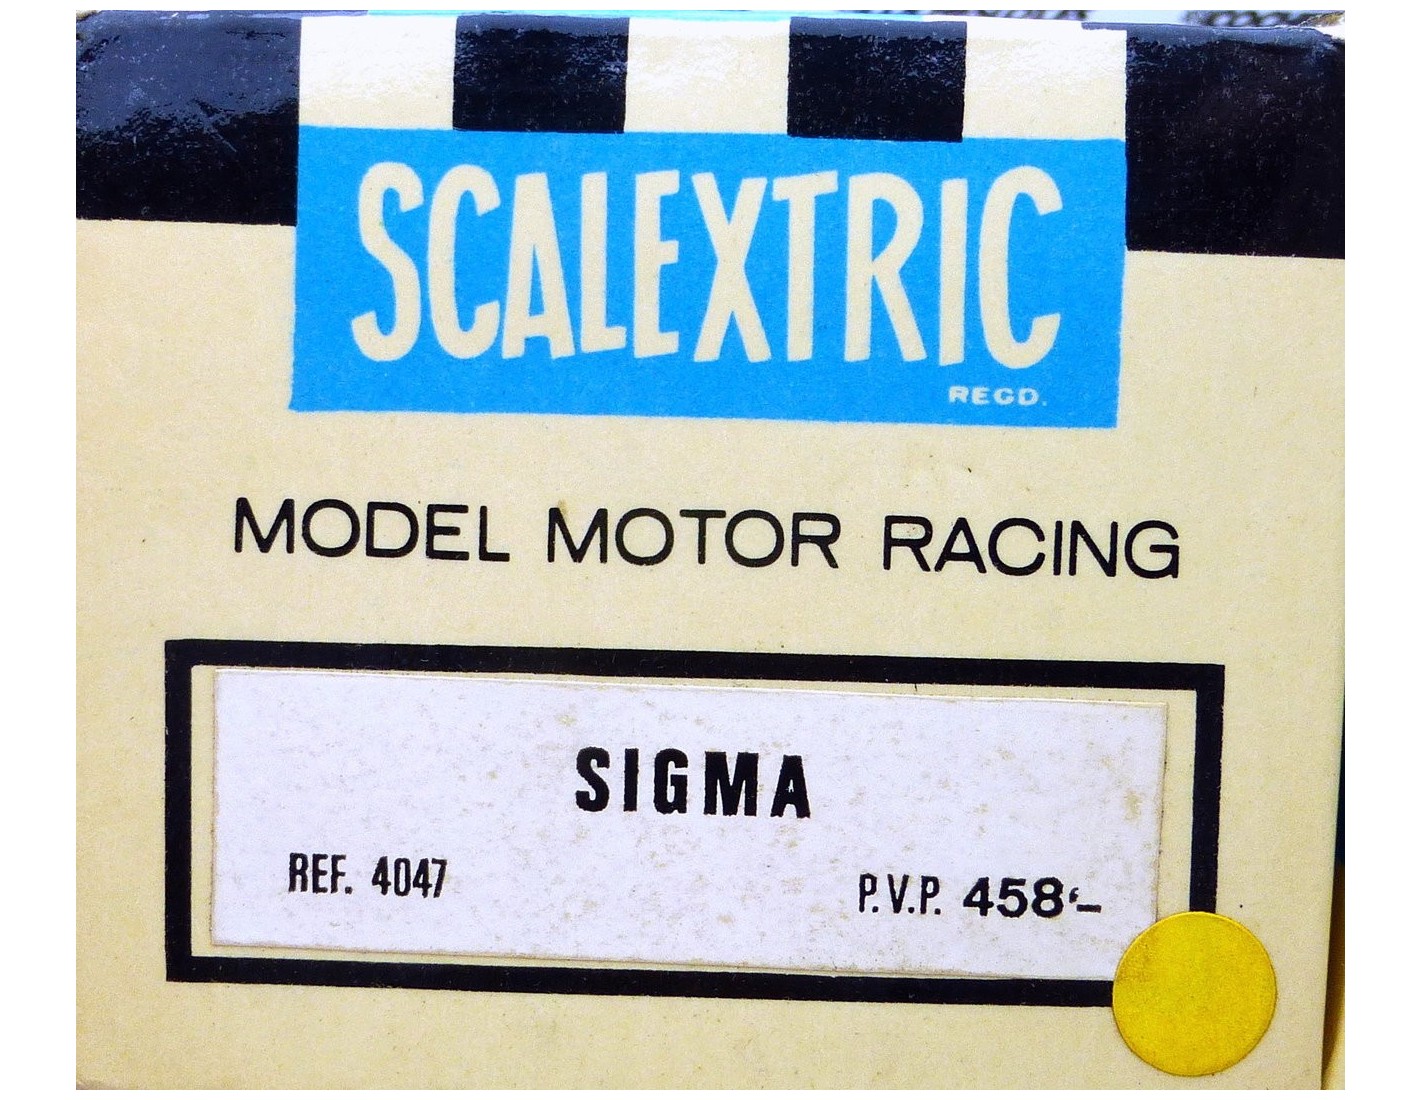 SCALEXTRIC
REGD.
MODEL MOTOR RACING
SIGMA
REF. 4047 P.V.P. 458‘–